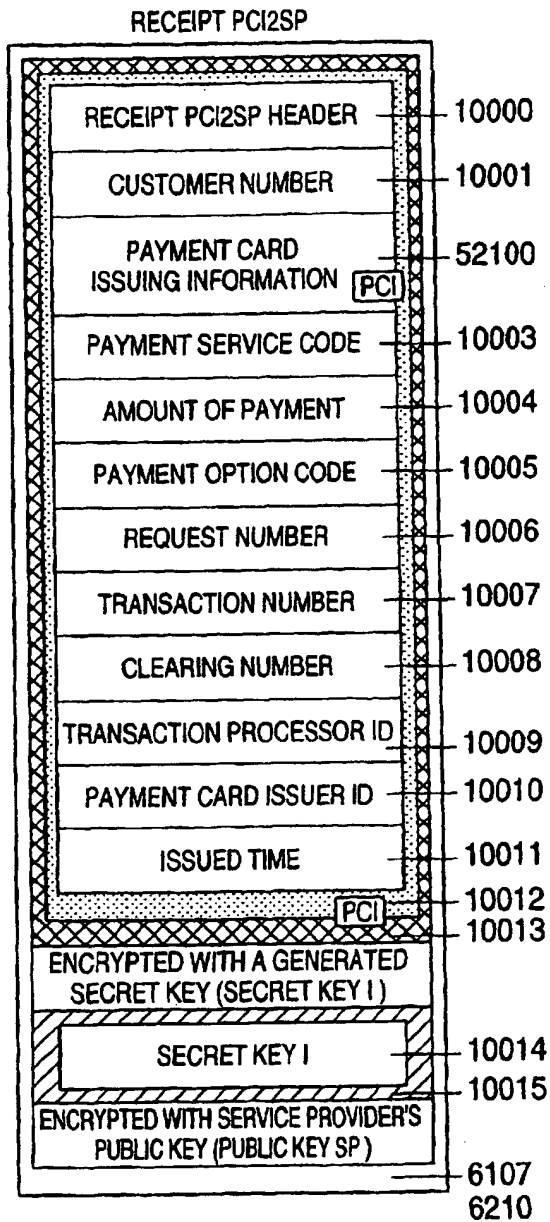 RECEIPT PCI2SP
RECEIPT PCI2SP HEADER 10000
CUSTOMER NUMBER 10001
PAYMENT CARD
ISSUING INFORMATION 52100
PCI
PAYMENT SERVICE CODE 10003
AMOUNT OF PAYMENT 10004
PAYMENT OPTION CODE 10005
REQUEST NUMBER 10006
TRANSACTION NUMBER 10007
CLEARING NUMBER 10008
TRANSACTION PROCESSOR ID 10009
PAYMENT CARD ISSUER ID 10010
ISSUED TIME 10011
PCI 10012
10013
ENCRYPTED WITH A GENERATED
SECRET KEY (SECRET KEY I)
SECRET KEY I 10014
10015
ENCRYPTED WITH SERVICE PROVIDER'S
PUBLIC KEY (PUBLIC KEY SP)
6107
6210